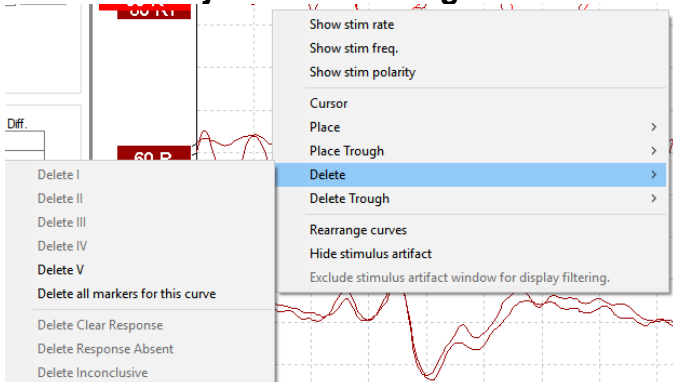 Show stim rate
Show stim freq.
Show stim polarity
Cursor
Place
Diff.
Place Trough
60 R
Delete
Delete Trough
Rearrange curves
Hide stimulus artifact
Exclude stimulus artifact window for display filtering.
Delete I
Delete II
Delete III
Delete IV
Delete V
Delete all markers for this curve
Delete Clear Response
Delete Response Absent
Delete Inconclusive